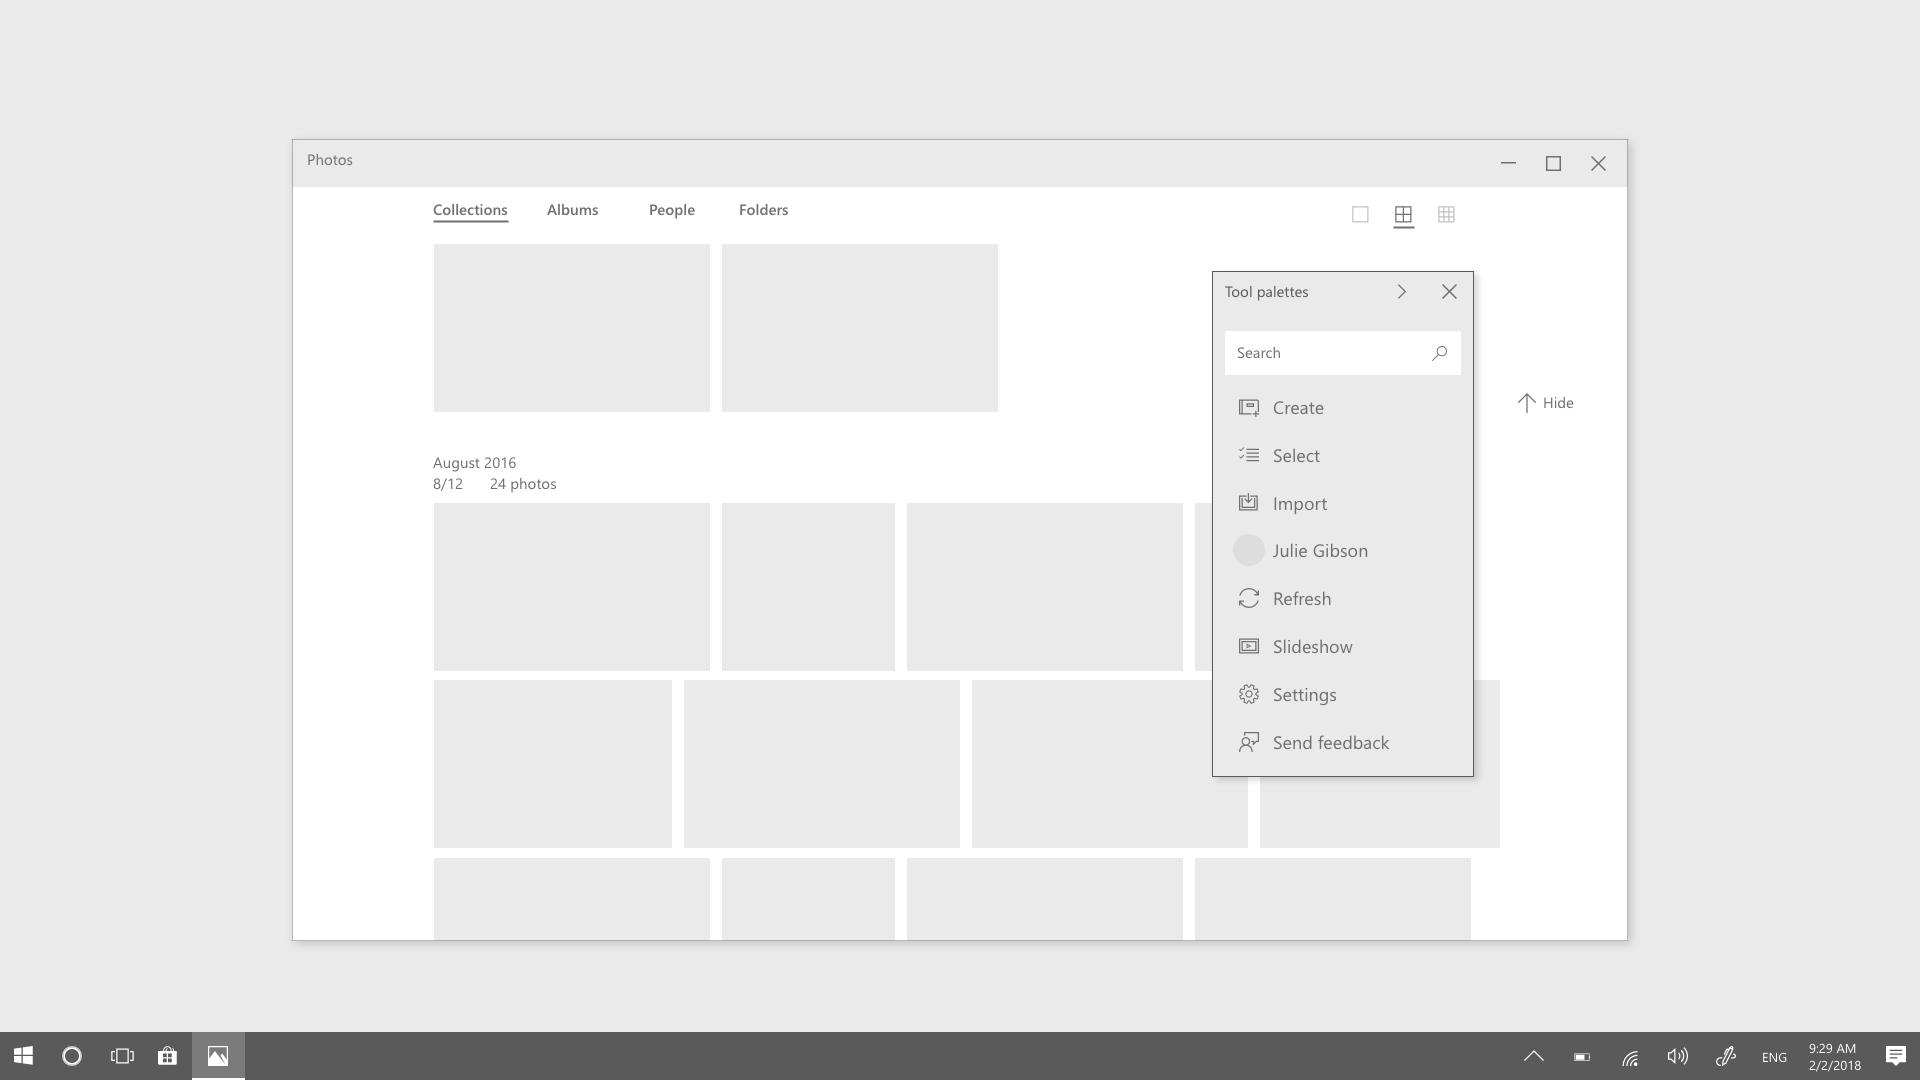 Photos
Collections
Albums
People
Folders
Tool palettes
Search
Create
Select
Import
Julie Gibson
Refresh
Slideshow
Settings
Send feedback
Hide
August 2016
8/12 24 photos
ENG
9:29 AM
2/2/2018